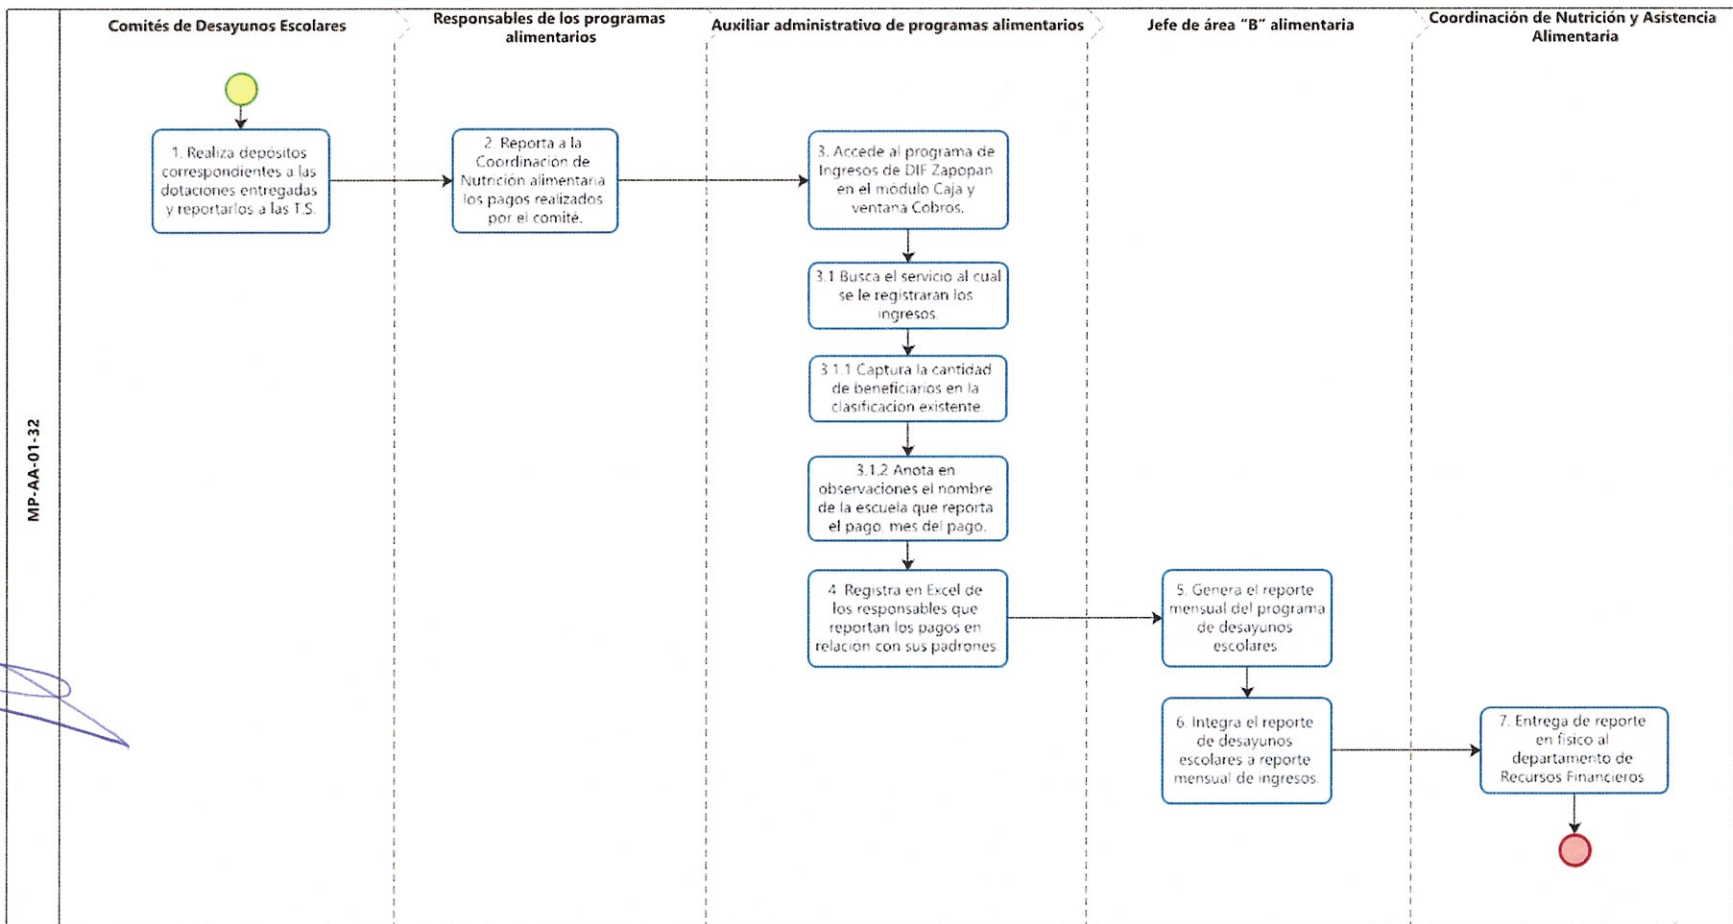 Comités de Desayunos Escolares
Responsables de los programas
alimentarios
Auxiliar administrativo de programas alimentarios
Jefe de área "B" alimentaria
Coordinación de Nutrición y Asistencia
Alimentaria
MP-AA-01-32
1. Realiza depósitos
correspondientes a las
dotaciones entregadas
y reportarlos a las T.S.
2. Reporta a la
Coordinación de
Nutrición alimentaria
los pagos realizados
por el comité.
3. Accede al programa de
Ingresos de DIF Zapopan
en el módulo Caja y
ventana Cobros.
3.1 Busca el servicio al cual
se le registraran los
ingresos.
3.1.1 Captura la cantidad
de beneficiarios en la
clasificación existente.
3.1.2 Anota en
observaciones el nombre
de la escuela que reporta
el pago, mes del pago.
4. Registra en Excel de
los responsables que
reportan los pagos en
relación con sus padrones.
5. Genera el reporte
mensual del programa
de desayunos
escolares
6. Integra el reporte
de desayunos
escolares a reporte
mensual de ingresos.
7. Entrega de reporte
en físico al
departamento de
Recursos Financieros